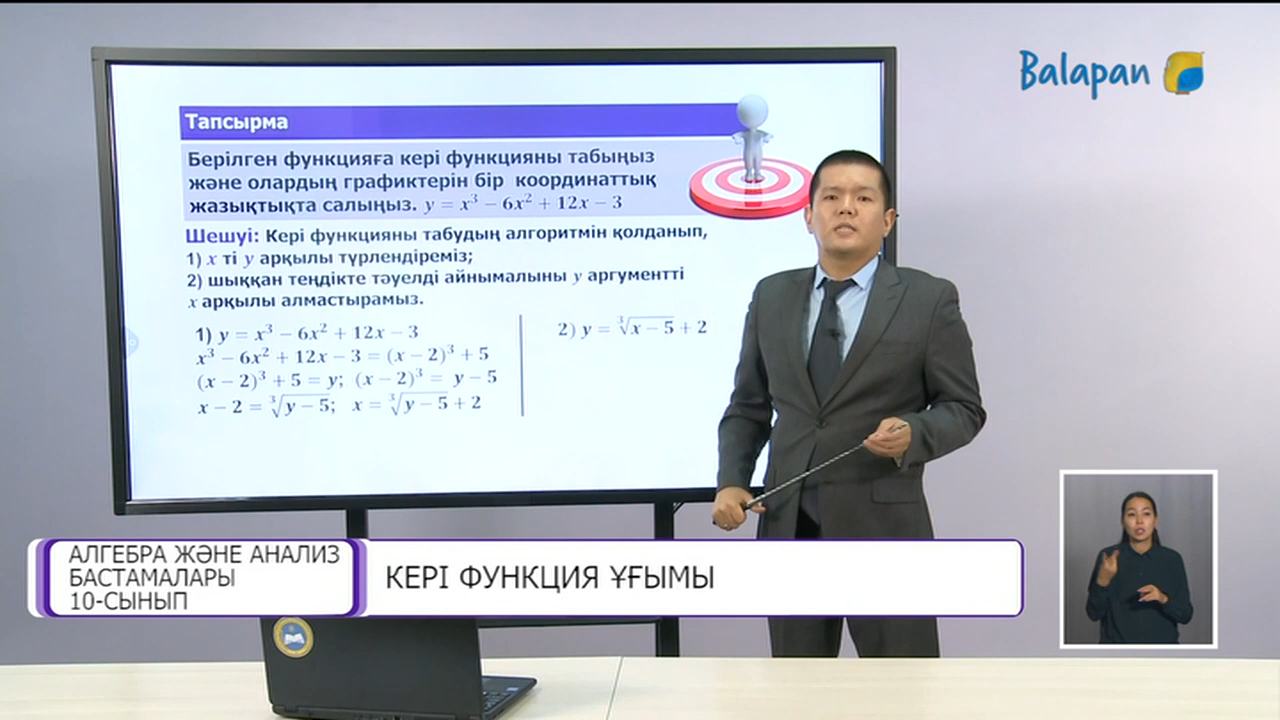 Balapan
Тапсырма
Берілген функцияға кері функцияны табыңыз
және олардың графиктерін бір координаттық
жазықтықта салыңыз. y = x³ − 6x² + 12x − 3
Шешуі: Кері функцияны табудың алгоритмін қолданып,
1) x ті y арқылы түрлендіреміз;
2) шыққан теңдікте тәуелді айнымалыны y аргументті
x арқылы алмастырамыз.
1) y = x³ − 6x² + 12x − 3
x³ − 6x² + 12x − 3 = (x − 2)³ + 5
(x − 2)³ + 5 = y; (x − 2)³ = y − 5
x − 2 = ∛(y − 5); x = ∛(y − 5) + 2
2) y = ∛(x − 5) + 2
АЛГЕБРА ЖӘНЕ АНАЛИЗ
БАСТАМАЛАРЫ
10-СЫНЫП
КЕРІ ФУНКЦИЯ ҰҒЫМЫ